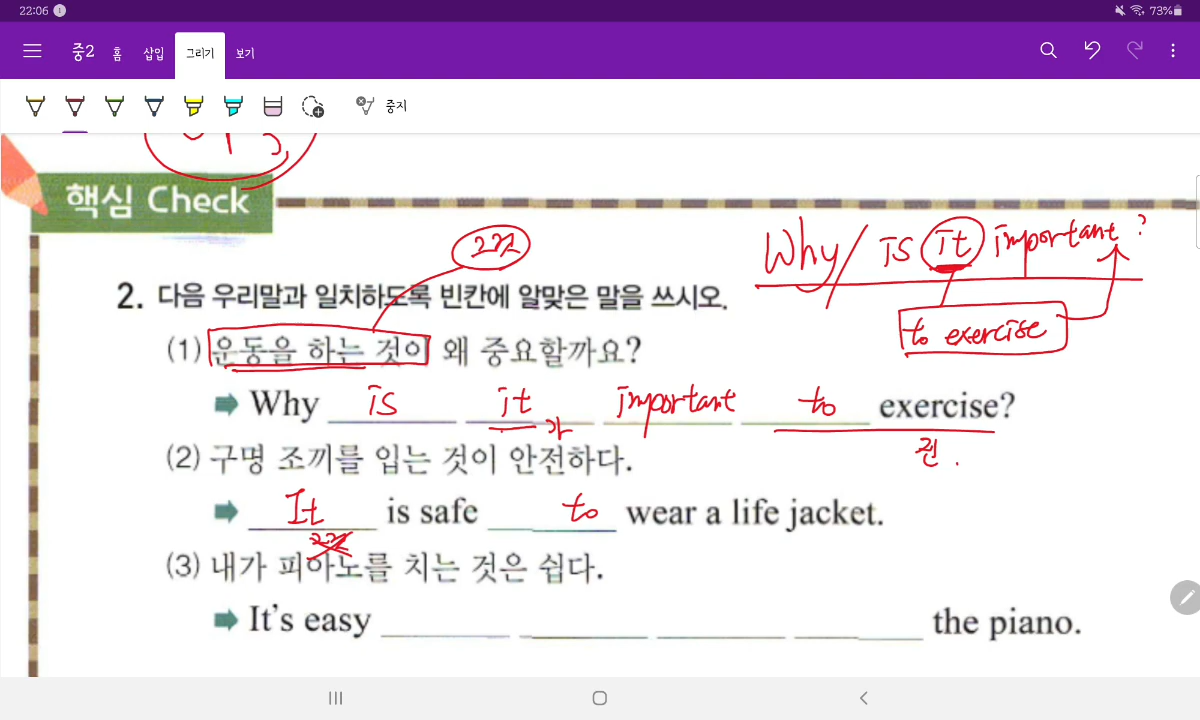 22:06
73%
중2 홈 삽입 그리기 보기
중지
핵심 Check
Why / is it important?
to exercise
2. 다음 우리말과 일치하도록 빈칸에 알맞은 말을 쓰시오.
(1) 운동을 하는 것이 왜 중요할까요?
Why is it important to exercise?
가
(2) 구명 조끼를 입는 것이 안전하다.
It is safe to wear a life jacket.
(3) 내가 피아노를 치는 것은 쉽다.
It's easy ____ ____ ____ ____ the piano.